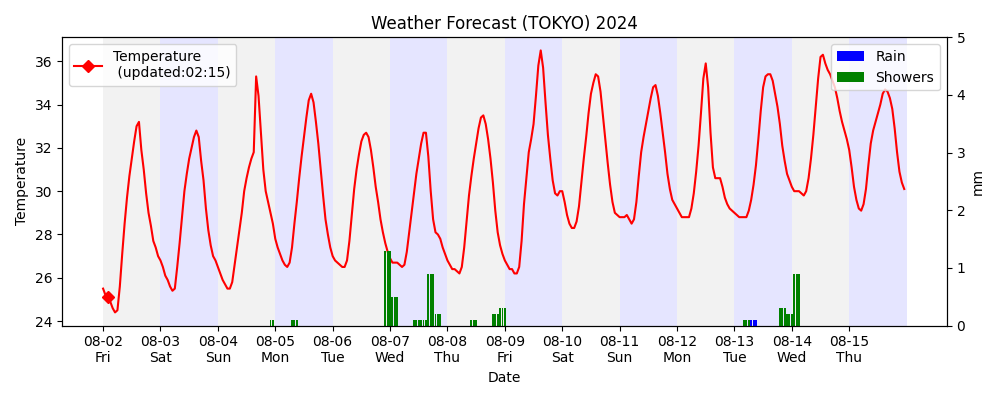 Weather Forecast (TOKYO) 2024
Temperature
(updated:02:15)
Rain
Showers
Temperature
36
34
32
30
28
26
24
5
4
3
2
1
0
mm
08-02 08-03 08-04 08-05 08-06 08-07 08-08 08-09 08-10 08-11 08-12 08-13 08-14 08-15
Fri Sat Sun Mon Tue Wed Thu Fri Sat Sun Mon Tue Wed Thu
Date